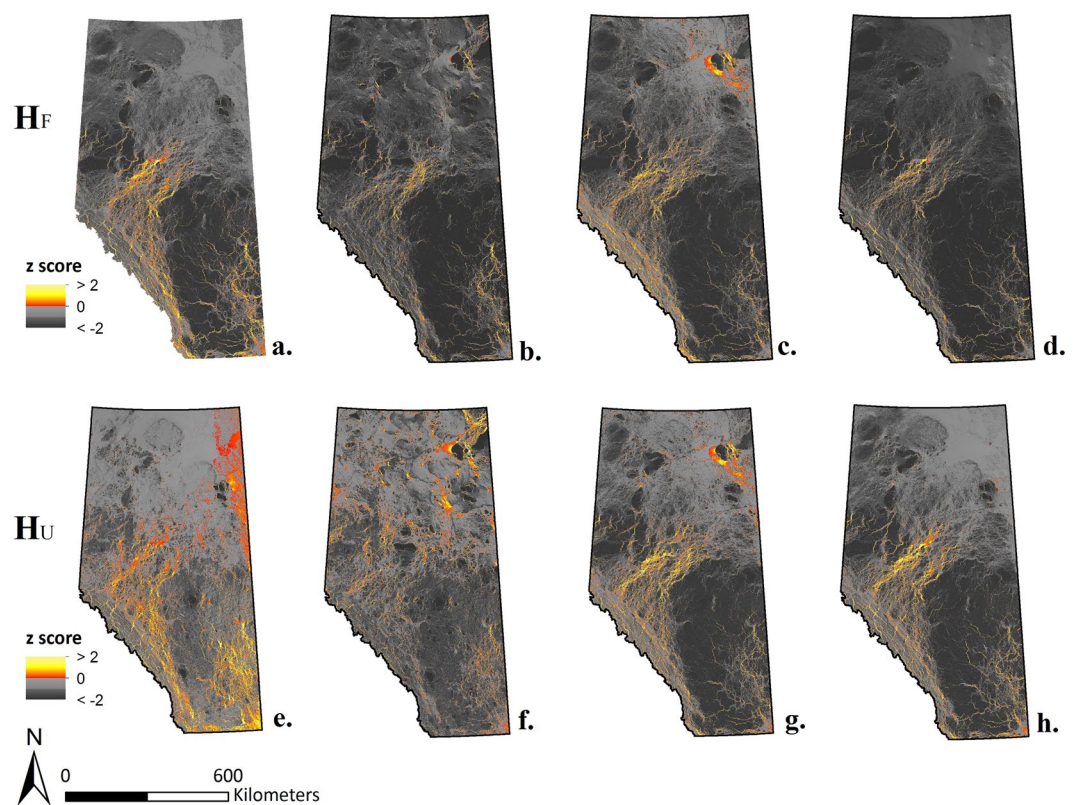 HF
z score
> 2
0
< -2
a.
b.
c.
d.
HU
z score
> 2
0
< -2
e.
f.
g.
h.
N
0
600
Kilometers